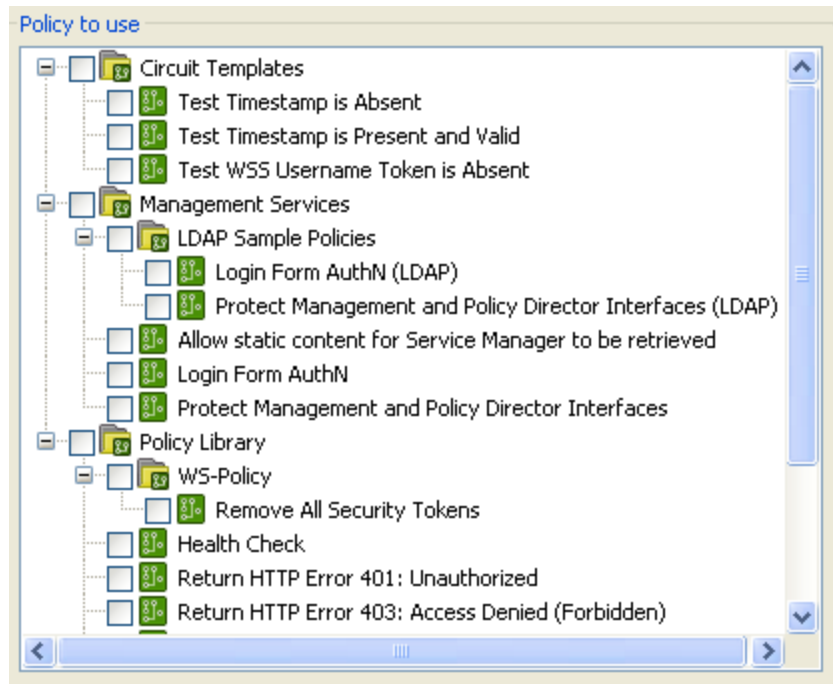 Policy to use
Circuit Templates
Test Timestamp is Absent
Test Timestamp is Present and Valid
Test WSS Username Token is Absent
Management Services
LDAP Sample Policies
Login Form AuthN (LDAP)
Protect Management and Policy Director Interfaces (LDAP)
Allow static content for Service Manager to be retrieved
Login Form AuthN
Protect Management and Policy Director Interfaces
Policy Library
WS-Policy
Remove All Security Tokens
Health Check
Return HTTP Error 401: Unauthorized
Return HTTP Error 403: Access Denied (Forbidden)